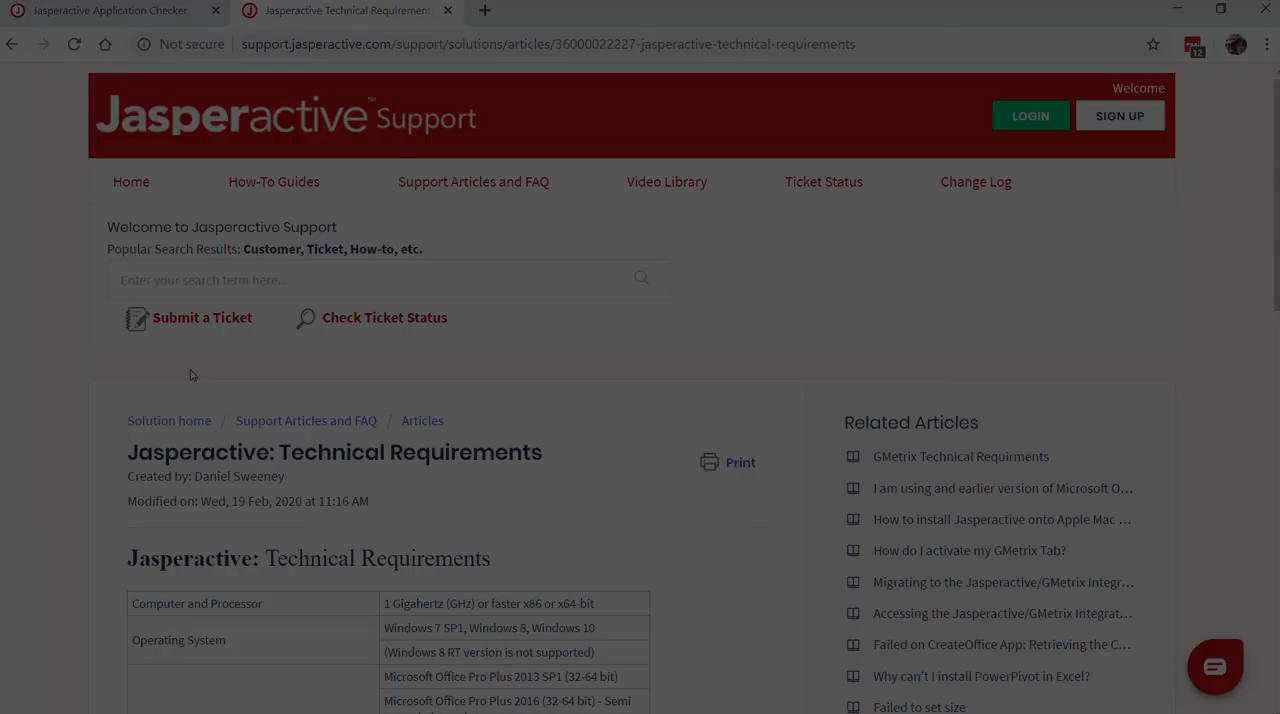 Jasperactive Application Checker
Jasperactive Technical Requirement
Not secure
support.jasperactive.com/support/solutions/articles/36000022227-jasperactive-technical-requirements
12
Welcome
Jasperactive™ Support
LOGIN
SIGN UP
Home
How-To Guides
Support Articles and FAQ
Video Library
Ticket Status
Change Log
Welcome to Jasperactive Support
Popular Search Results: Customer, Ticket, How-to, etc.
Enter your search term here...
Submit a Ticket
Check Ticket Status
Solution home / Support Articles and FAQ / Articles
Jasperactive: Technical Requirements
Print
Created by: Daniel Sweeney
Modified on: Wed, 19 Feb, 2020 at 11:16 AM
Jasperactive: Technical Requirements
Computer and Processor
1 Gigahertz (GHz) or faster x86 or x64-bit
Operating System
Windows 7 SP1, Windows 8, Windows 10
(Windows 8 RT version is not supported)
Microsoft Office Pro Plus 2013 SP1 (32-64 bit)
Microsoft Office Pro Plus 2016 (32-64 bit) - Semi
Related Articles
GMetrix Technical Requirments
I am using and earlier version of Microsoft O...
How to install Jasperactive onto Apple Mac ...
How do I activate my GMetrix Tab?
Migrating to the Jasperactive/GMetrix Integr...
Accessing the Jasperactive/GMetrix Integrat...
Failed on CreateOffice App: Retrieving the C...
Why can't I install PowerPivot in Excel?
Failed to set size